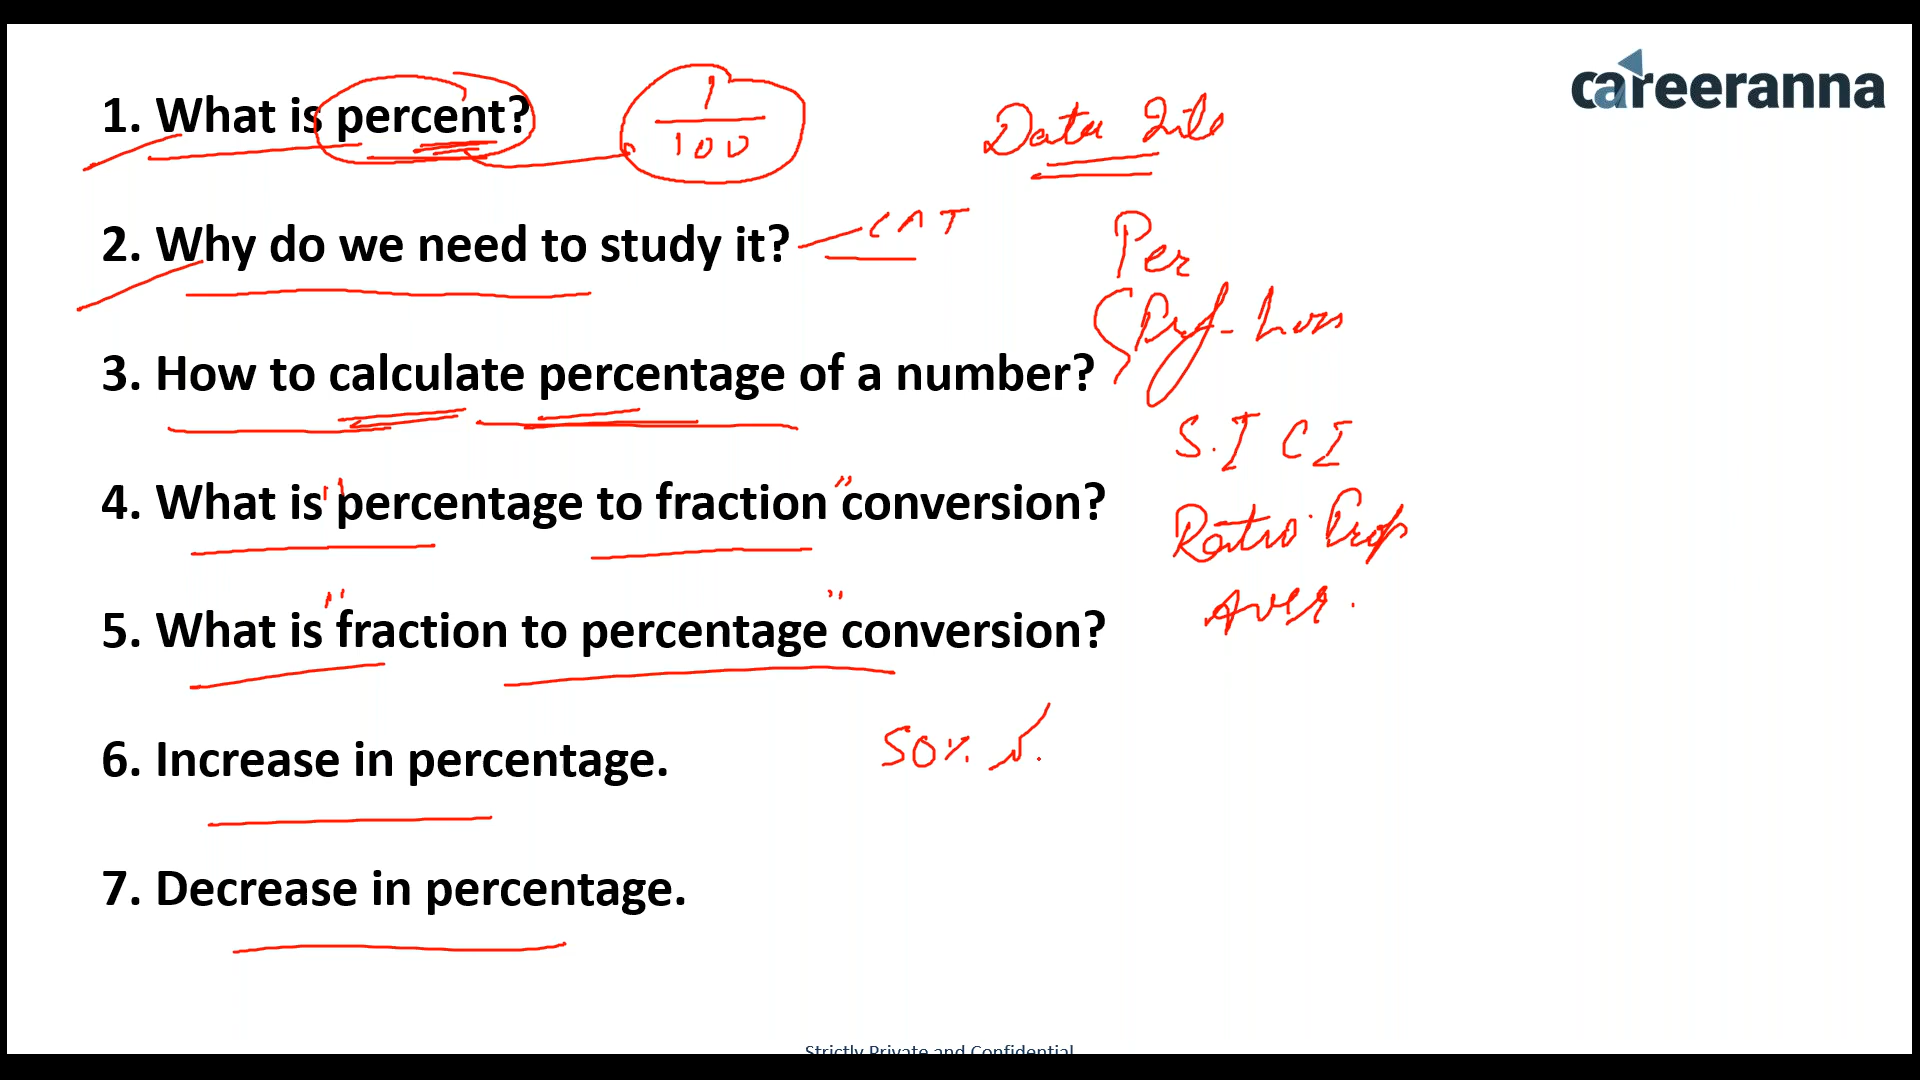 careeranna
1. What is percent?
1
100
Data Inte
2. Why do we need to study it?
CAT
Per
Prf- Loss
3. How to calculate percentage of a number?
S.I CI
4. What is "percentage to fraction" conversion?
Ratio. Prop
5. What is "fraction to percentage" conversion?
Aver.
6. Increase in percentage.
50%
7. Decrease in percentage.
Strictly Private and Confidential